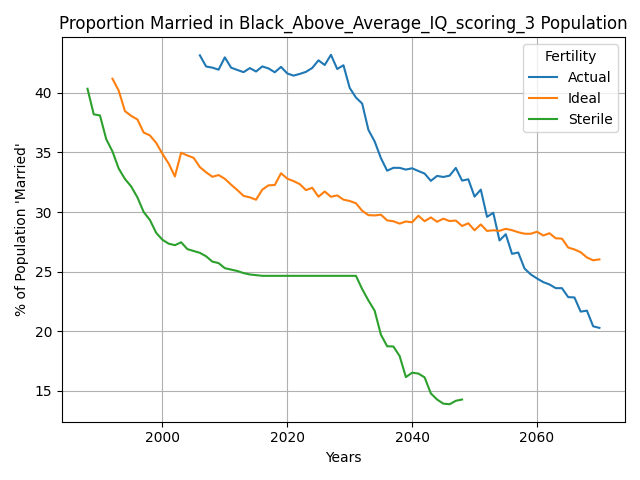 Proportion Married in Black_Above_Average_IQ_scoring_3 Population
% of Population 'Married'
40
35
30
25
20
15
Fertility
Actual
Ideal
Sterile
2000
2020
2040
2060
Years